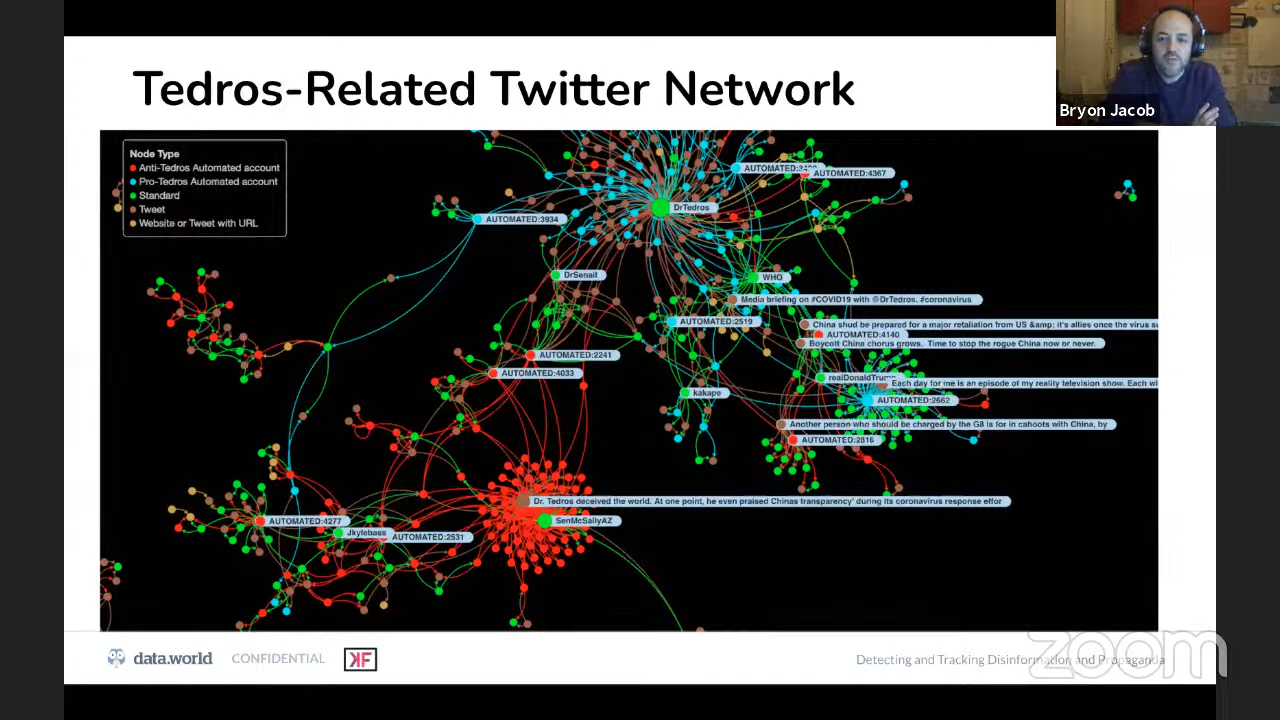 Tedros-Related Twitter Network
Bryon Jacob
Node Type
Anti-Tedros Automated account
Pro-Tedros Automated account
Standard
Tweet
Website or Tweet with URL
AUTOMATED:4367
DrTedros
AUTOMATED:3934
DrSensit
WHO
Media briefing on #COVID19 with @DrTedros. #coronavirus
AUTOMATED:2519
China shud be prepared for a major retaliation from US &amp; it's allies once the virus
AUTOMATED:4140
Boycott China chorus grows. Time to stop the rogue China now or never.
AUTOMATED:2241
AUTOMATED:4033
realDonaldTrump
Each day for me is an episode of my reality television show. Each
kakape
AUTOMATED:2662
Another person who should be charged by the G8 is for in cahoots with China, by
AUTOMATED:2816
Dr. Tedros deceived the world. At one point, he even praised Chinas transparency' during its coronavirus response effor
AUTOMATED:4277
SenMcSallyAZ
Jkylebass
AUTOMATED:2531
data.world CONFIDENTIAL KF
Detecting and Tracking Disinformation and Propaganda
zoom